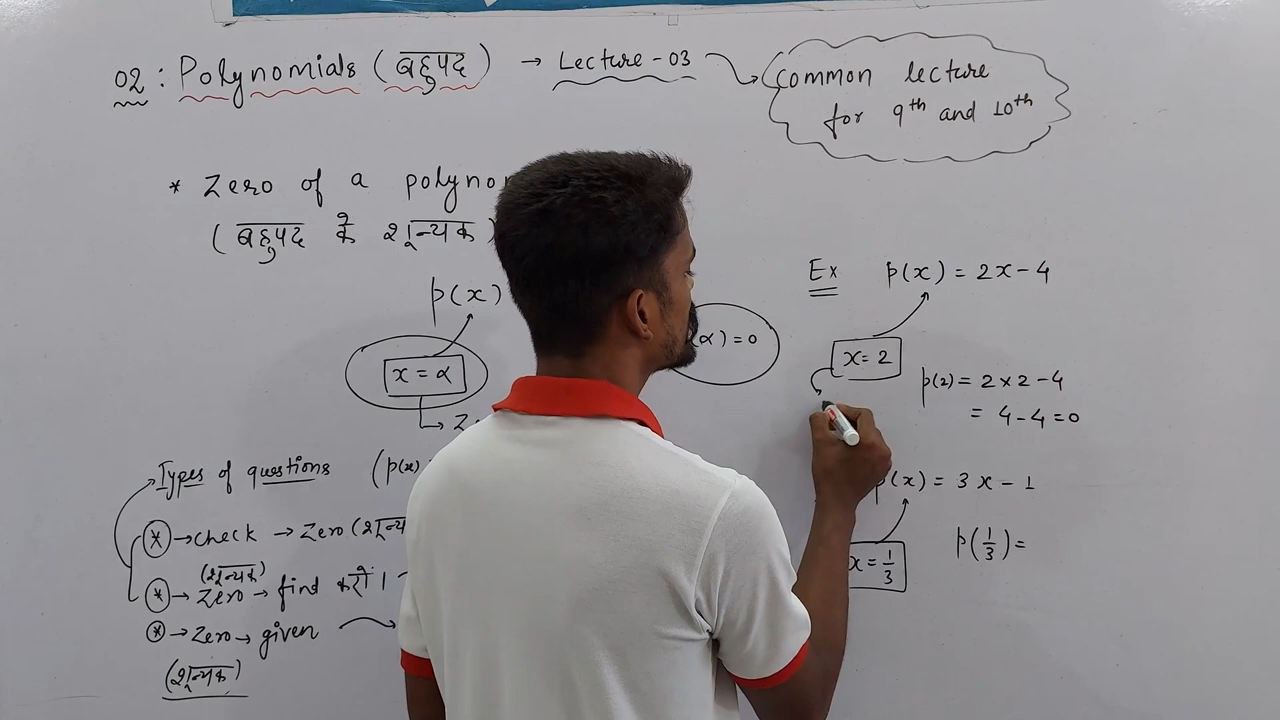 02 : Polynomials (बहुपद) → Lecture - 03
Common lecture
for 9th and 10th
* Zero of a
(बहुपद के शून्यक)
p(x)
x = α
(α) = 0
Types of questions (p(x)
* → check → Zero
(शून्यक)
* → Zero → find करो ।
* → Zero → given
(शून्यक)
Ex p(x) = 2x - 4
x = 2
p(2) = 2 × 2 - 4
= 4 - 4 = 0
p(x) = 3x - 1
x = 1/3
p(1/3) =